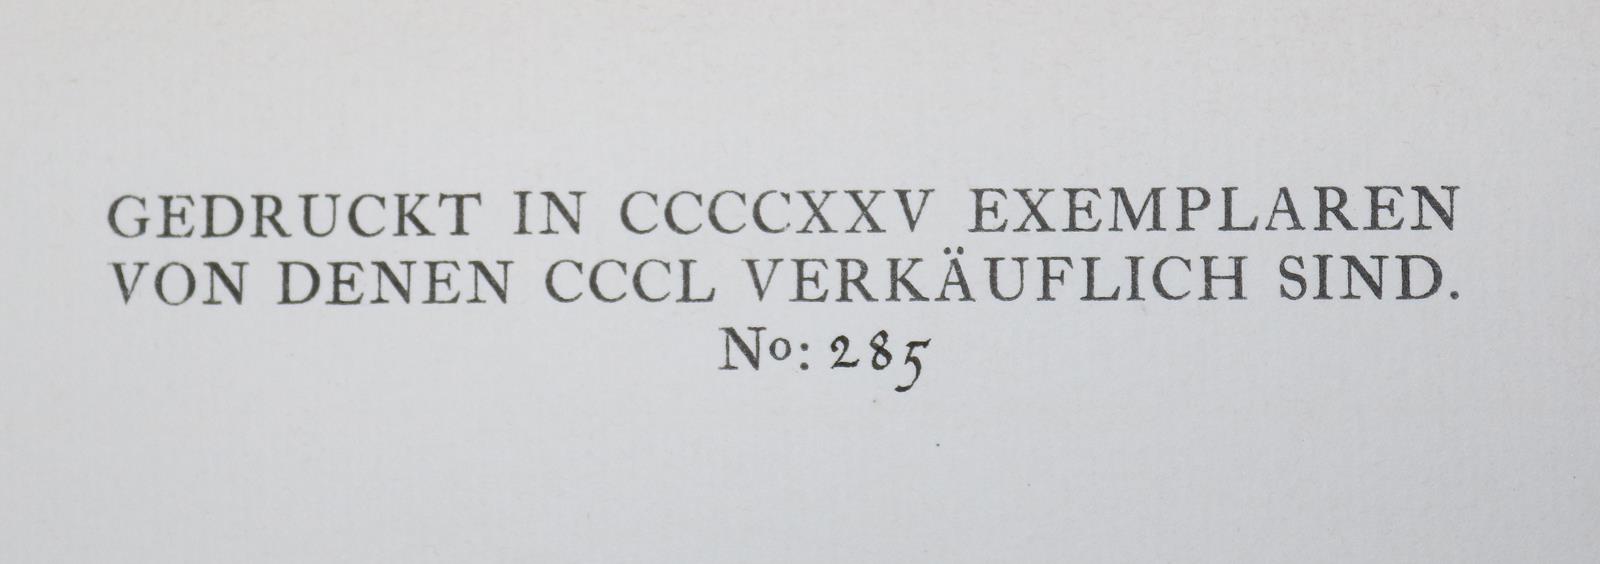 GEDRUCKT IN CCCCXXV EXEMPLAREN
VON DENEN CCCL VERKÄUFLICH SIND.
No: 285